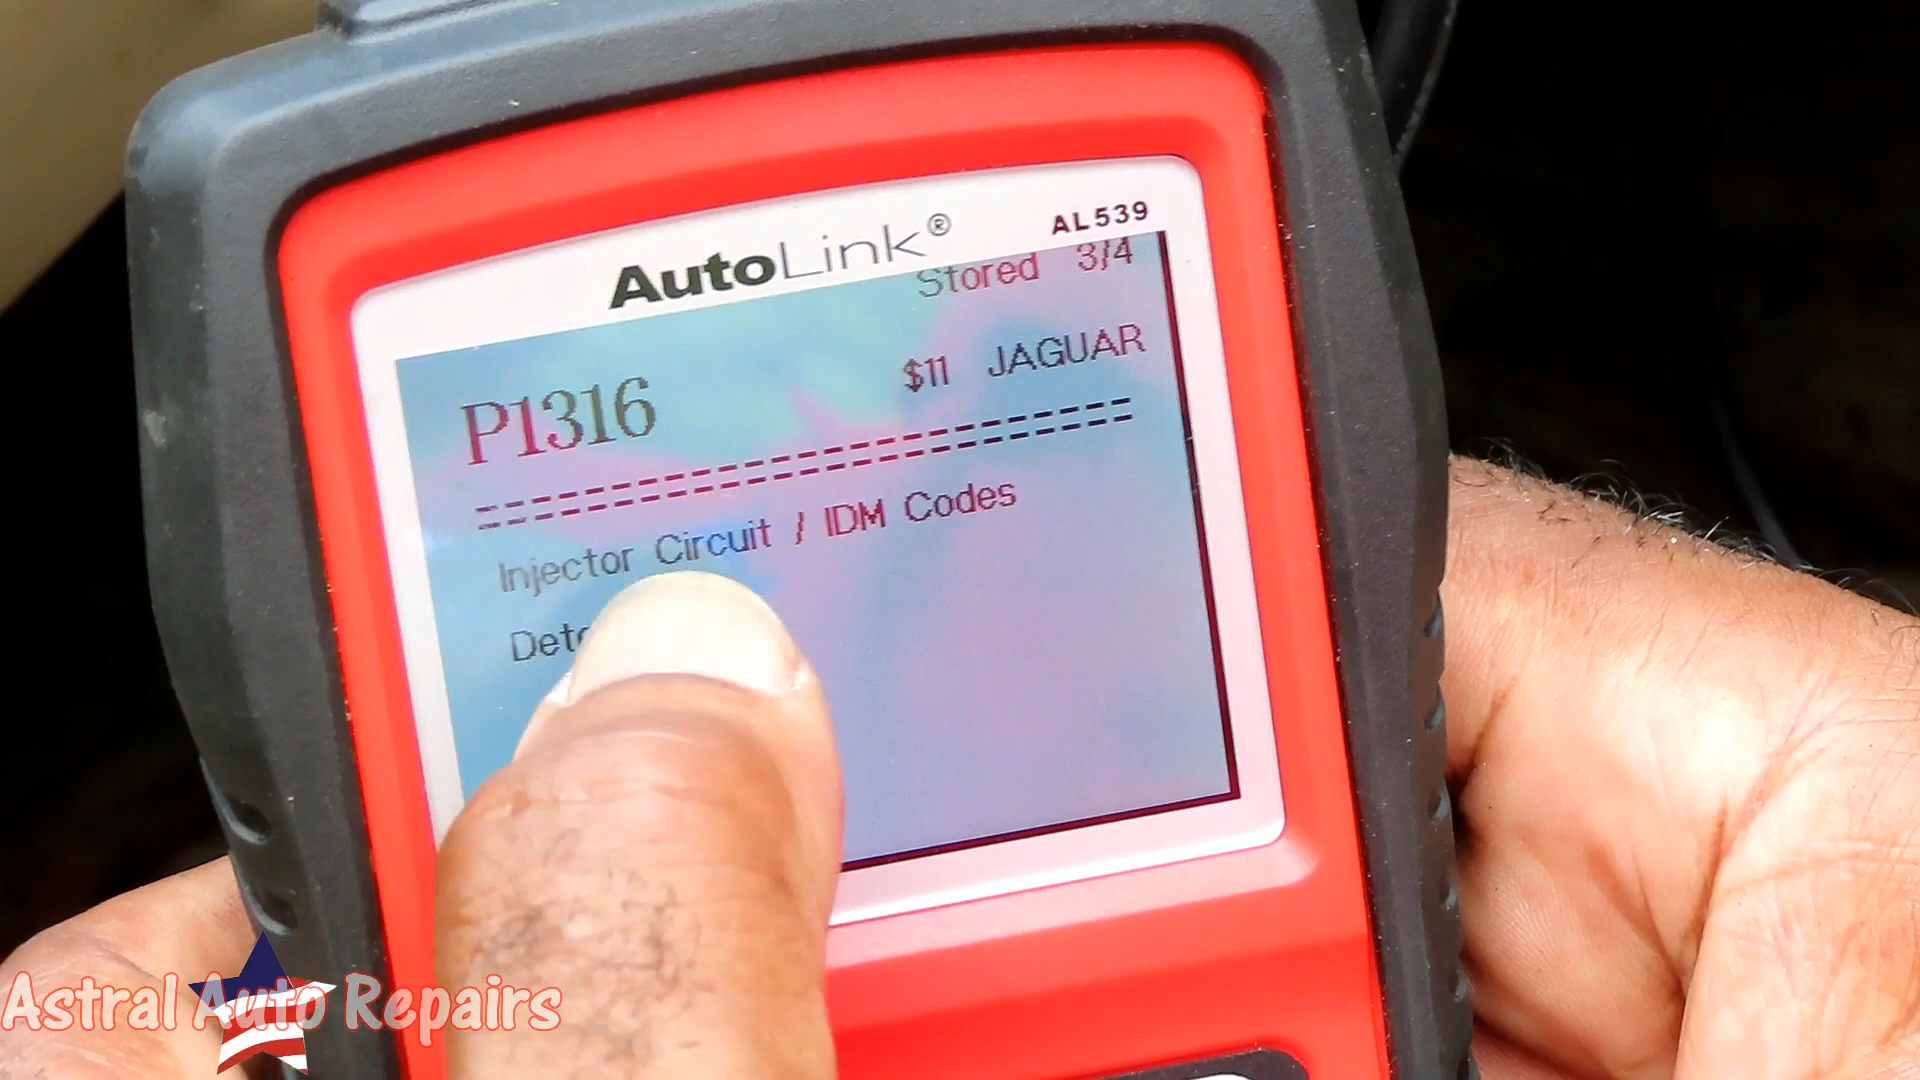 AutoLink® AL539
Stored 3/4
P1316 $11 JAGUAR
Injector Circuit / IDM Codes
Astral Auto Repairs